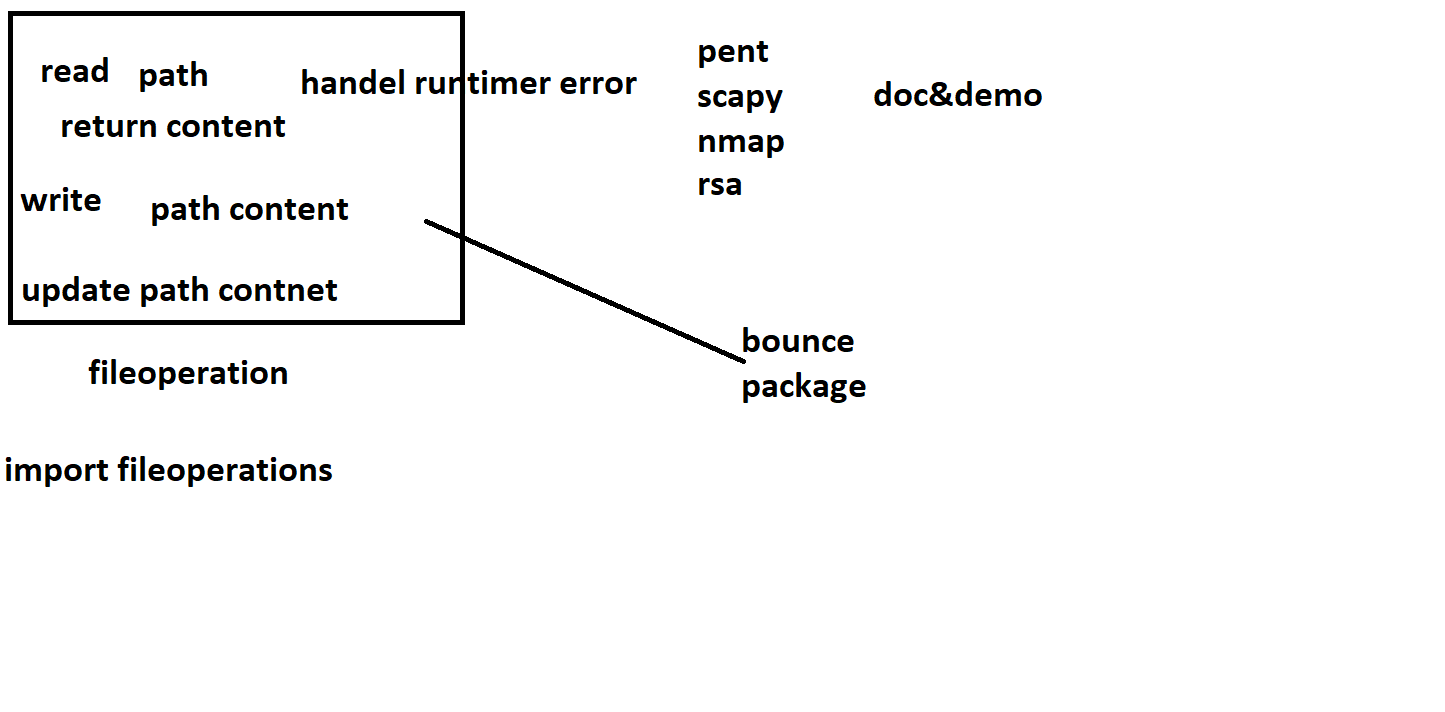 read path handel runtimer error
return content
write path content
update path contnet
fileoperation
import fileoperations
pent
scapy
nmap
rsa
doc&demo
bounce
package